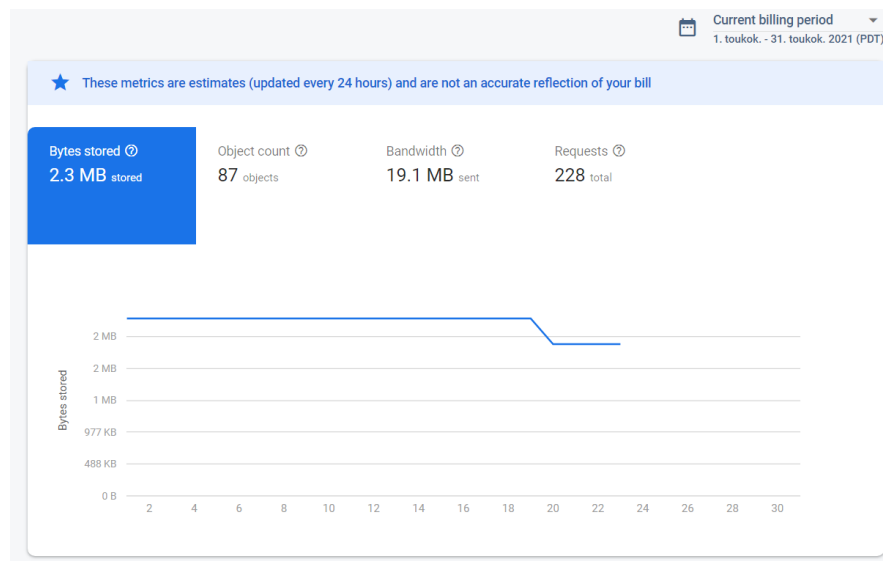 Current billing period
1. toukok. - 31. toukok. 2021 (PDT)
These metrics are estimates (updated every 24 hours) and are not an accurate reflection of your bill
Bytes stored
2.3 MB stored
Object count
87 objects
Bandwidth
19.1 MB sent
Requests
228 total
Bytes stored
2 MB
2 MB
1 MB
977 KB
488 KB
0 B
2 4 6 8 10 12 14 16 18 20 22 24 26 28 30